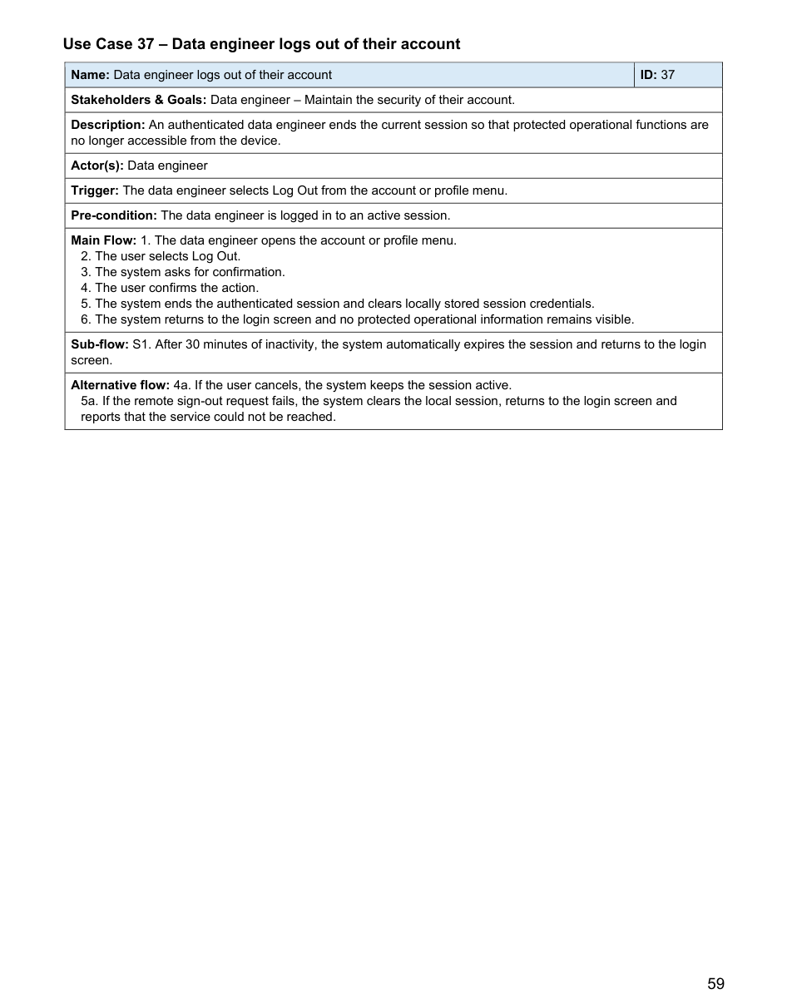 Use Case 37 – Data engineer logs out of their account
Name: Data engineer logs out of their account ID: 37
Stakeholders & Goals: Data engineer – Maintain the security of their account.
Description: An authenticated data engineer ends the current session so that protected operational functions are
no longer accessible from the device.
Actor(s): Data engineer
Trigger: The data engineer selects Log Out from the account or profile menu.
Pre-condition: The data engineer is logged in to an active session.
Main Flow: 1. The data engineer opens the account or profile menu.
2. The user selects Log Out.
3. The system asks for confirmation.
4. The user confirms the action.
5. The system ends the authenticated session and clears locally stored session credentials.
6. The system returns to the login screen and no protected operational information remains visible.
Sub-flow: S1. After 30 minutes of inactivity, the system automatically expires the session and returns to the login
screen.
Alternative flow: 4a. If the user cancels, the system keeps the session active.
5a. If the remote sign-out request fails, the system clears the local session, returns to the login screen and
reports that the service could not be reached.
59